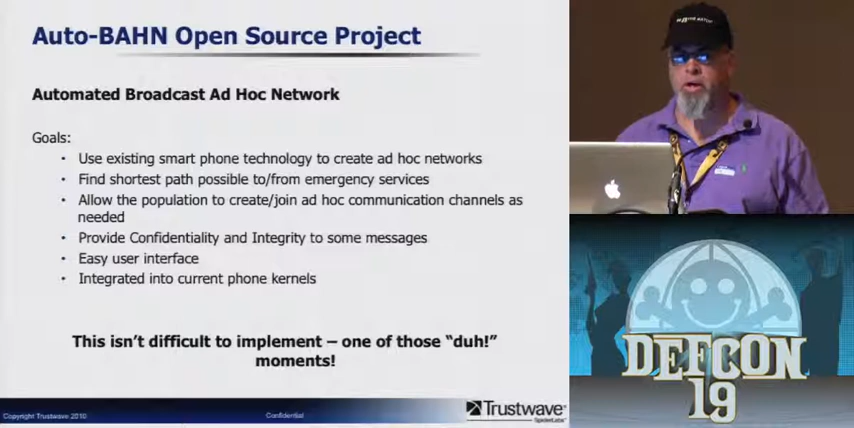 Auto-BAHN Open Source Project
Automated Broadcast Ad Hoc Network
Goals:
• Use existing smart phone technology to create ad hoc networks
• Find shortest path possible to/from emergency services
• Allow the population to create/join ad hoc communication channels as
needed
• Provide Confidentiality and Integrity to some messages
• Easy user interface
• Integrated into current phone kernels
This isn't difficult to implement – one of those "duh!"
moments!
Copyright Trustwave 2010
Confidential
Trustwave®
SpiderLabs®
DEFCON
19